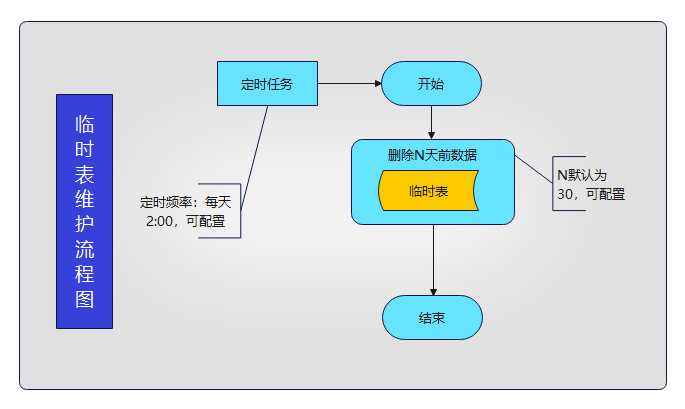 临时表维护流程图
定时任务
开始
删除N天前数据
临时表
定时频率：每天
2:00，可配置
N默认为
30，可配置
结束